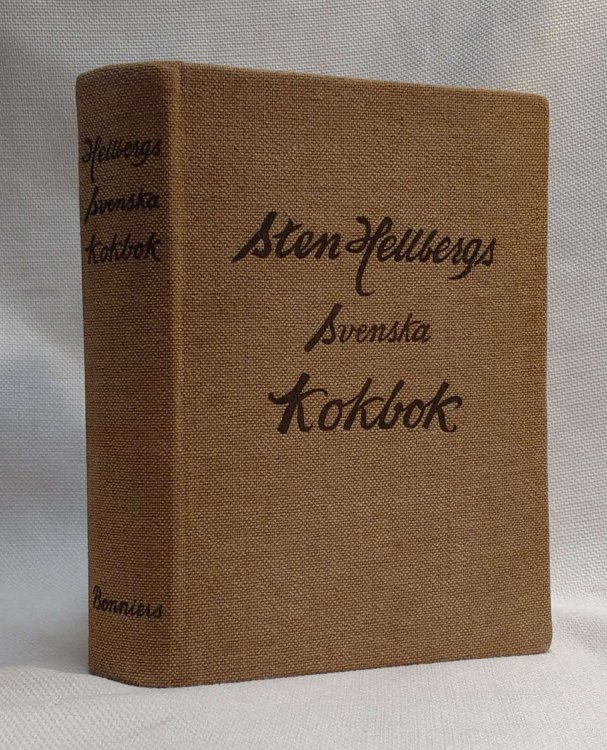 Hellbergs
Svenska
Kokbok
Bonniers
Sten Hellbergs
Svenska
Kokbok